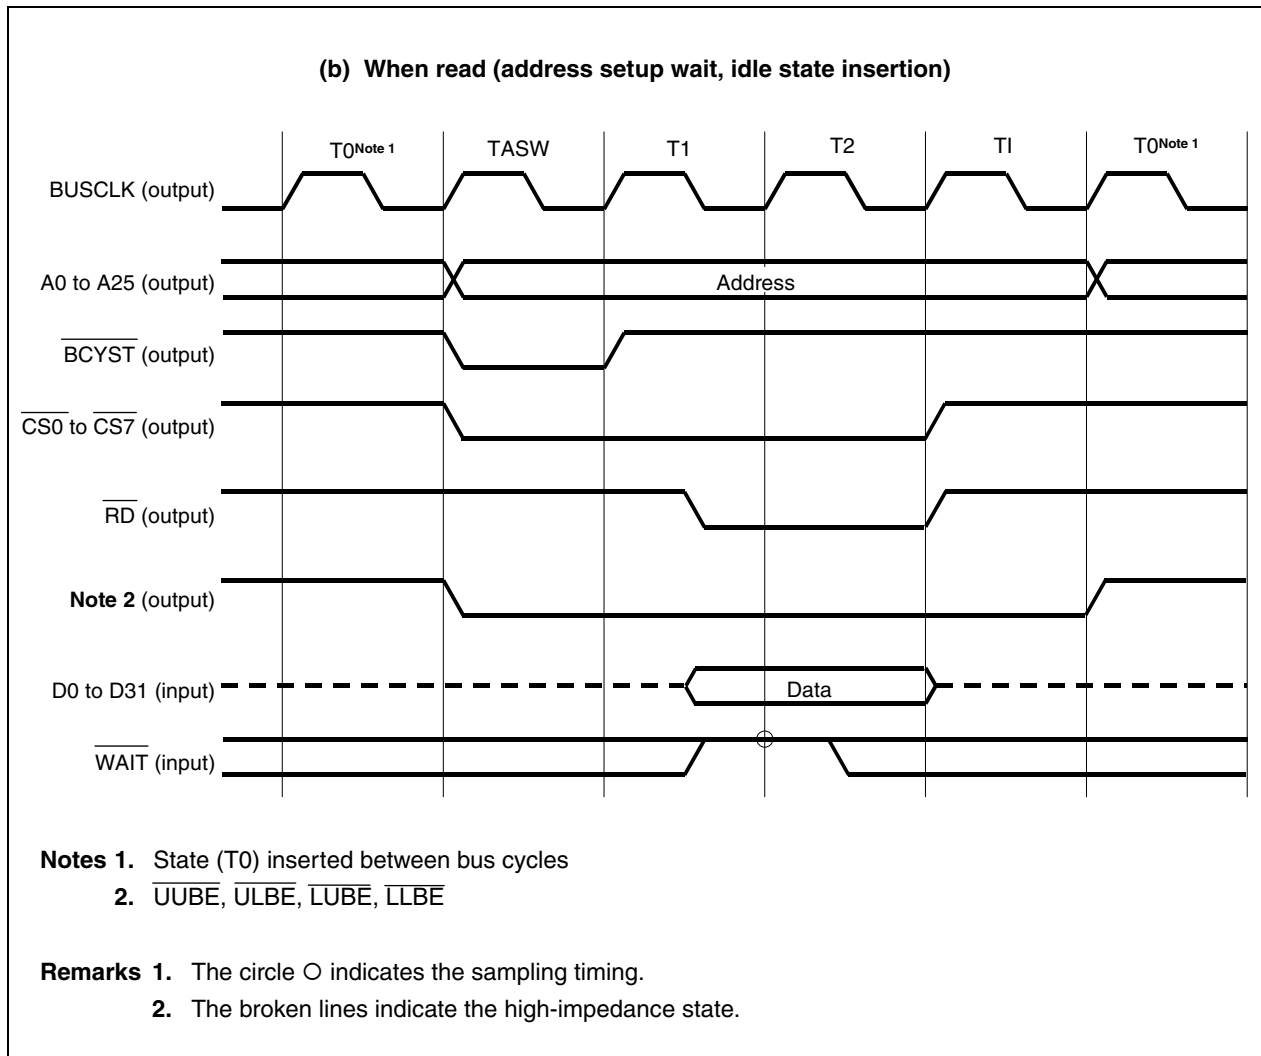 (b) When read (address setup wait, idle state insertion)
T0Note 1 TASW T1 T2 TI T0Note 1
BUSCLK (output)
A0 to A25 (output) Address
BCYST (output)
CS0 to CS7 (output)
RD (output)
Note 2 (output)
D0 to D31 (input) Data
WAIT (input)
Notes 1. State (T0) inserted between bus cycles
2. UUBE, ULBE, LUBE, LLBE
Remarks 1. The circle O indicates the sampling timing.
2. The broken lines indicate the high-impedance state.